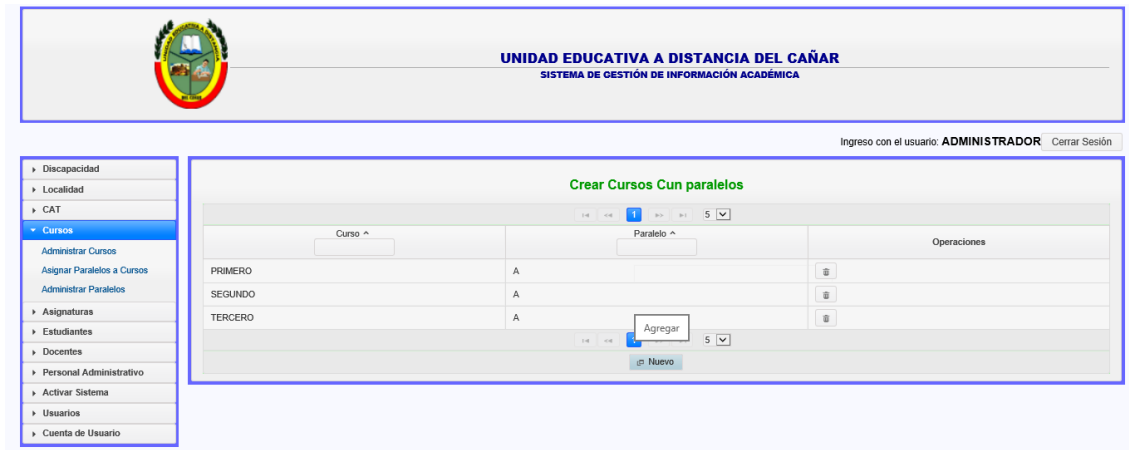 UNIDAD EDUCATIVA A DISTANCIA DEL CAÑAR
SISTEMA DE GESTIÓN DE INFORMACIÓN ACADÉMICA
Ingreso con el usuario: ADMINISTRADOR Cerrar Sesión
Discapacidad
Localidad
CAT
Cursos
Administrar Cursos
Asignar Paralelos a Cursos
Administrar Paralelos
Asignaturas
Estudiantes
Docentes
Personal Administrativo
Activar Sistema
Usuarios
Cuenta de Usuario
Crear Cursos Cun paralelos
1 5
Curso Paralelo Operaciones
PRIMERO A
SEGUNDO A
TERCERO A
Agregar
5
Nuevo